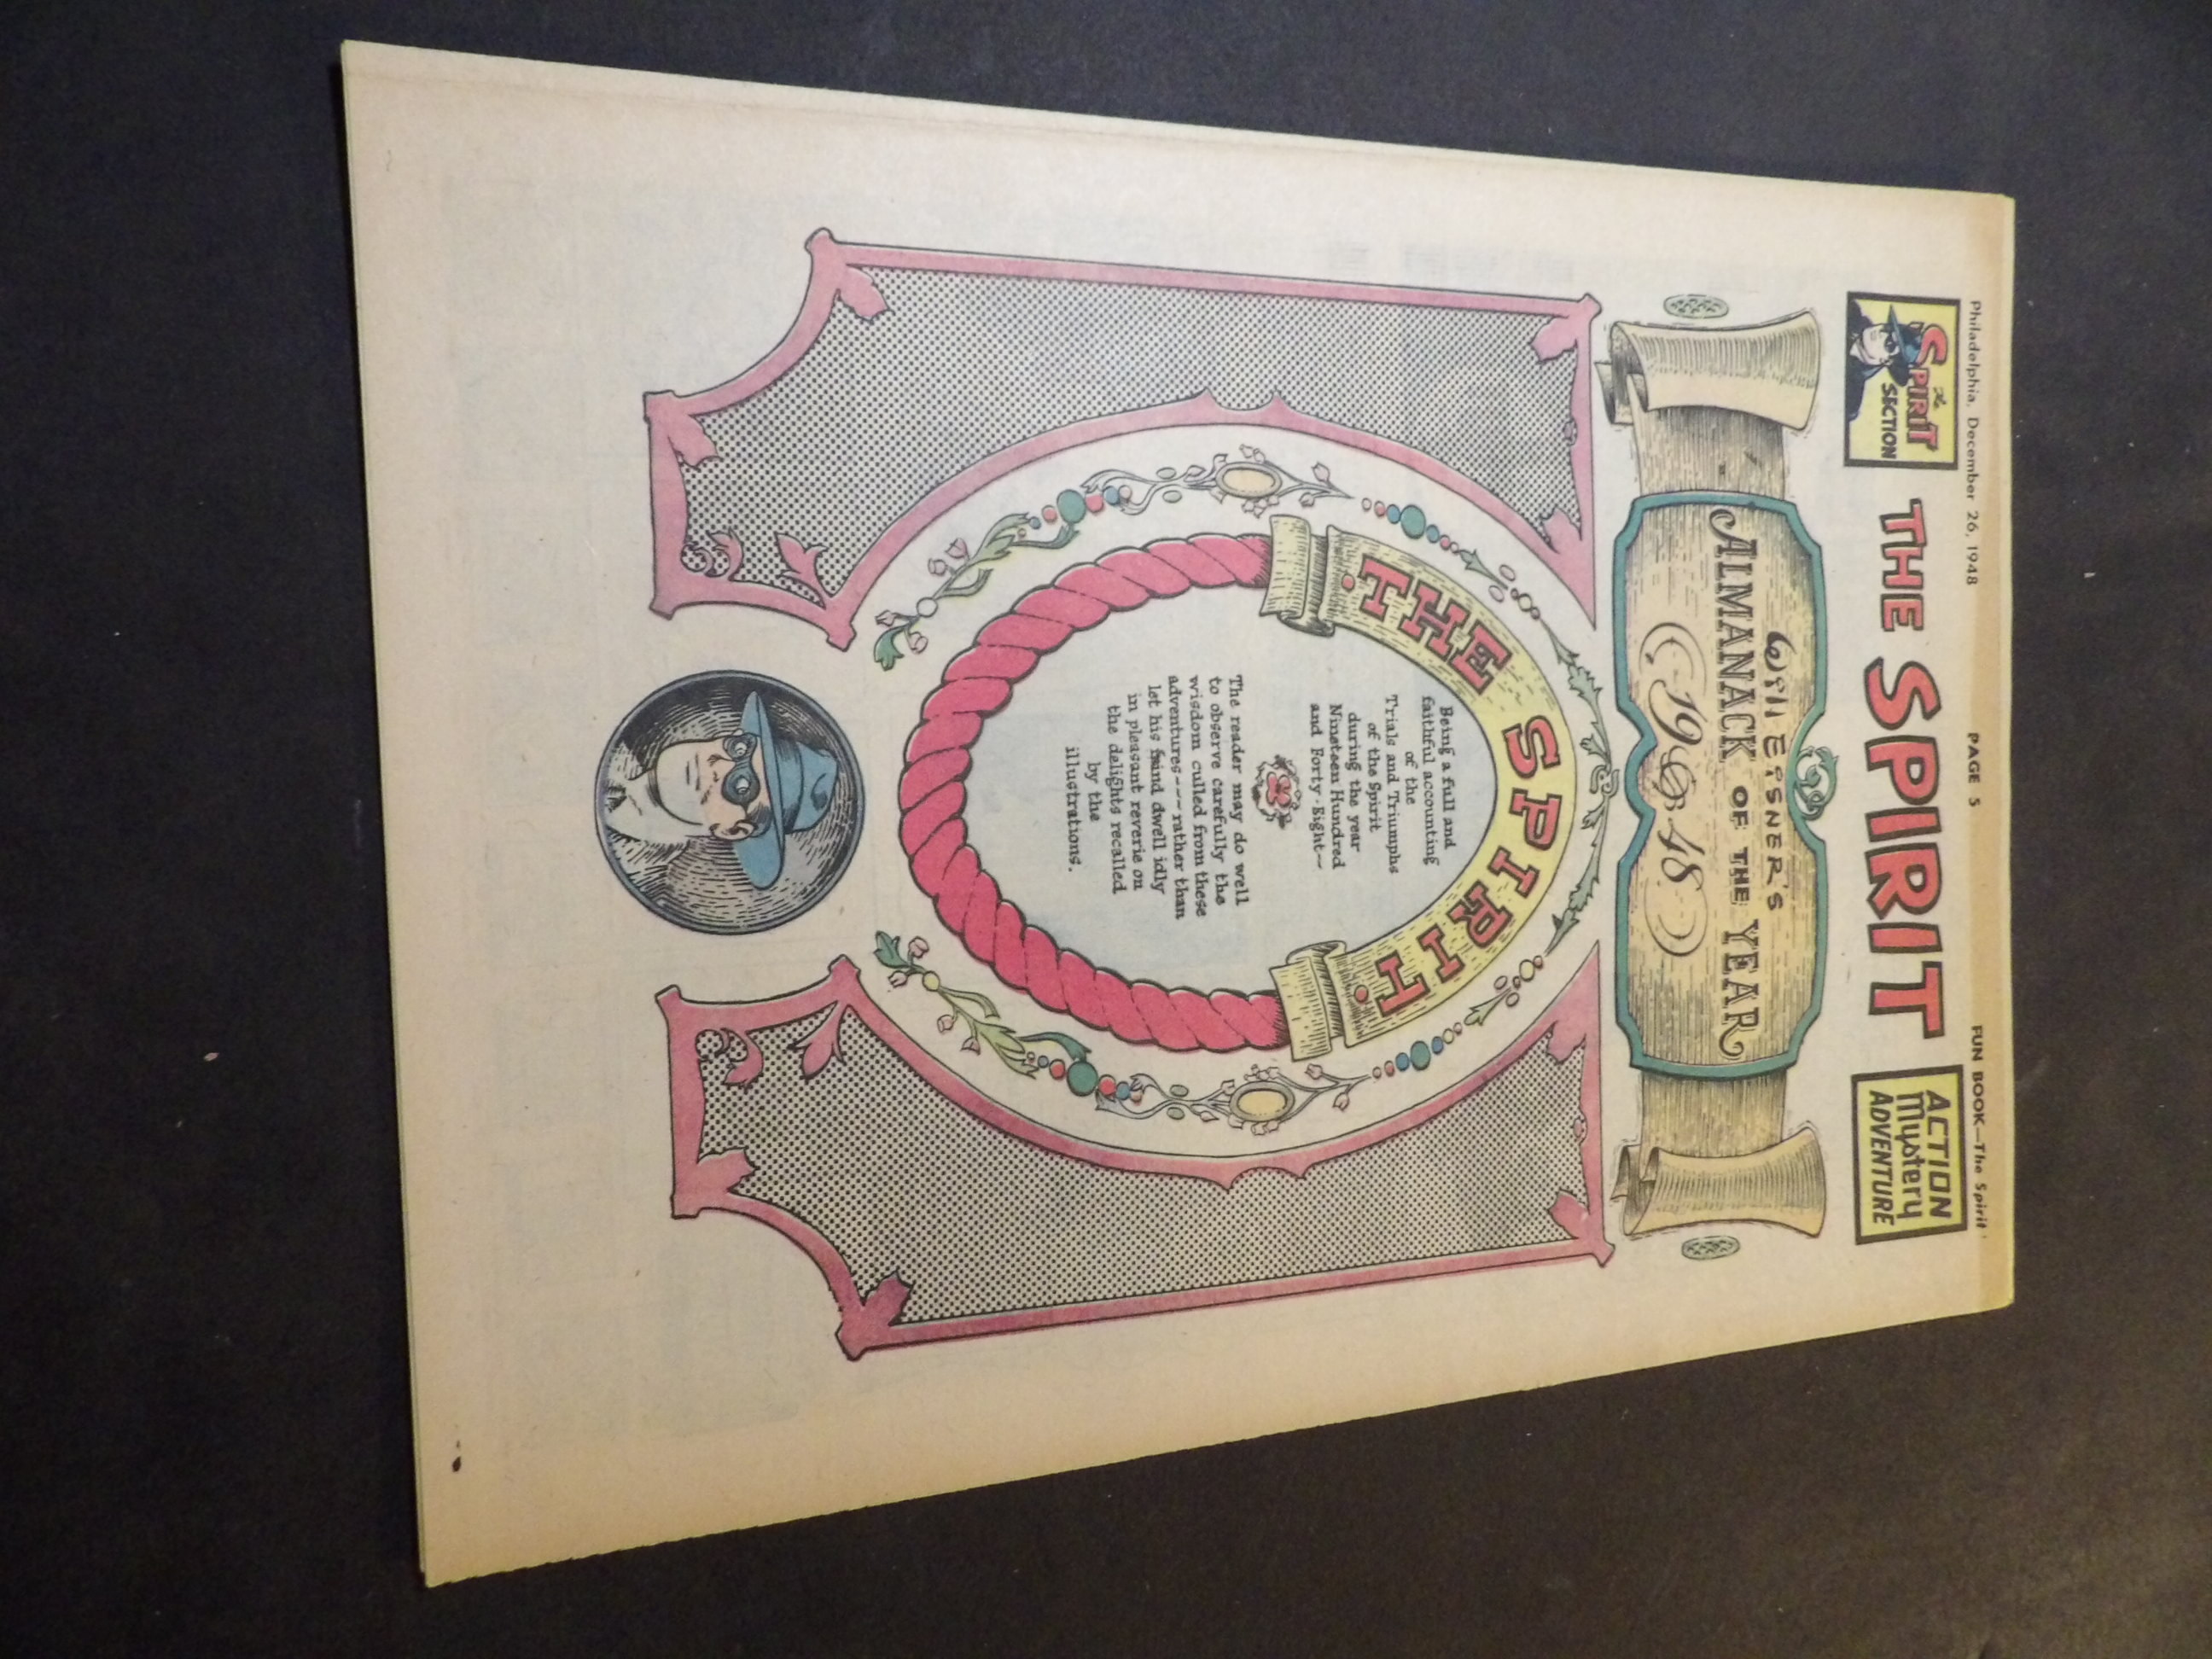 Philadelphia, December 26, 1948
PAGE 5
FUN BOOK—The Spirit
The
SPIRIT
SECTION
THE SPIRIT
ACTION
Mystery
ADVENTURE
Will EISNER'S
ALMANACK OF THE YEAR
1948
THE SPIRIT
Being a full and
faithful accounting
of the
Trials and Triumphs
of the Spirit
during the year
Nineteen Hundred
and Forty-Eight—
The reader may do well
to observe carefully the
wisdom culled from these
adventures--- rather than
let his mind dwell idly
in pleasant reverie on
the delights recalled
by the
illustrations.